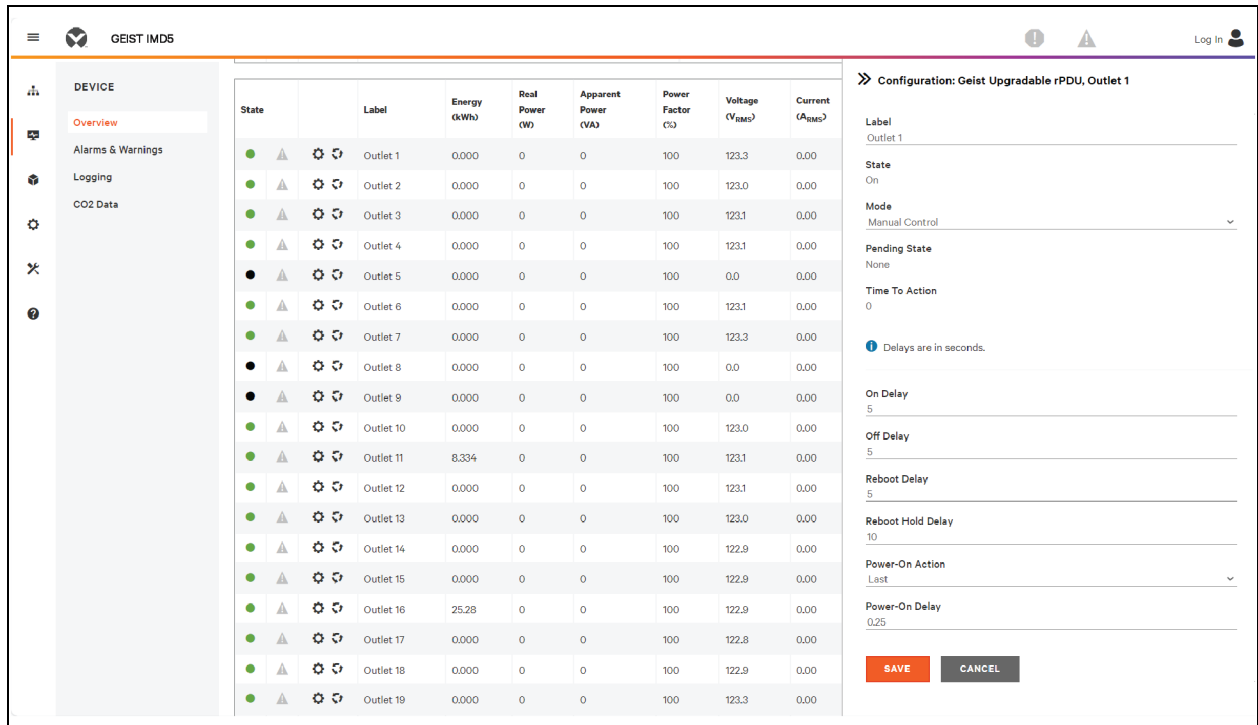 GEIST IMD5
Log In
DEVICE
Overview
Alarms & Warnings
Logging
CO2 Data
State Label Energy (kWh) Real Power (W) Apparent Power (VA) Power Factor (%) Voltage (VRMS) Current (ARMS)
Outlet 1 0.000 0 0 100 123.3 0.00
Outlet 2 0.000 0 0 100 123.0 0.00
Outlet 3 0.000 0 0 100 123.1 0.00
Outlet 4 0.000 0 0 100 123.1 0.00
Outlet 5 0.000 0 0 100 0.0 0.00
Outlet 6 0.000 0 0 100 123.1 0.00
Outlet 7 0.000 0 0 100 123.3 0.00
Outlet 8 0.000 0 0 100 0.0 0.00
Outlet 9 0.000 0 0 100 0.0 0.00
Outlet 10 0.000 0 0 100 123.0 0.00
Outlet 11 8.334 0 0 100 123.1 0.00
Outlet 12 0.000 0 0 100 123.1 0.00
Outlet 13 0.000 0 0 100 123.0 0.00
Outlet 14 0.000 0 0 100 122.9 0.00
Outlet 15 0.000 0 0 100 122.9 0.00
Outlet 16 25.28 0 0 100 122.9 0.00
Outlet 17 0.000 0 0 100 122.8 0.00
Outlet 18 0.000 0 0 100 122.9 0.00
Outlet 19 0.000 0 0 100 123.3 0.00
Configuration: Geist Upgradable rPDU, Outlet 1
Label
Outlet 1
State
On
Mode
Manual Control
Pending State
None
Time To Action
0
Delays are in seconds.
On Delay
5
Off Delay
5
Reboot Delay
5
Reboot Hold Delay
10
Power-On Action
Last
Power-On Delay
0.25
SAVE CANCEL